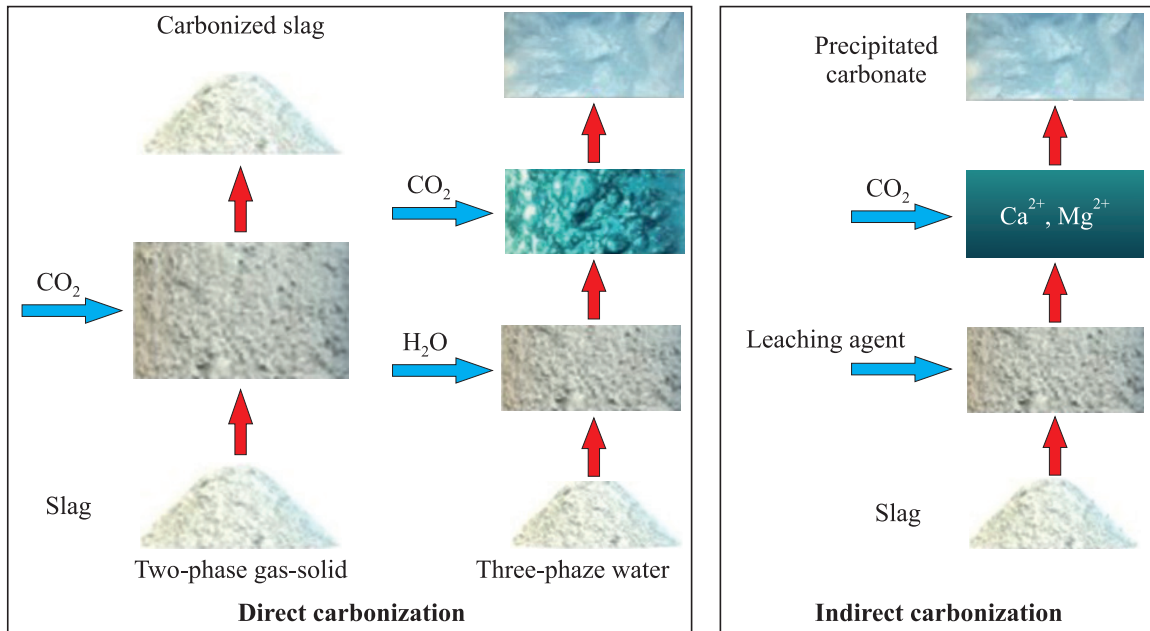 Carbonized slag
CO₂
Slag
Two-phase gas-solid
CO₂
H₂O
Three-phaze water
Direct carbonization
Precipitated
carbonate
CO₂
Ca²⁺, Mg²⁺
Leaching agent
Slag
Indirect carbonization